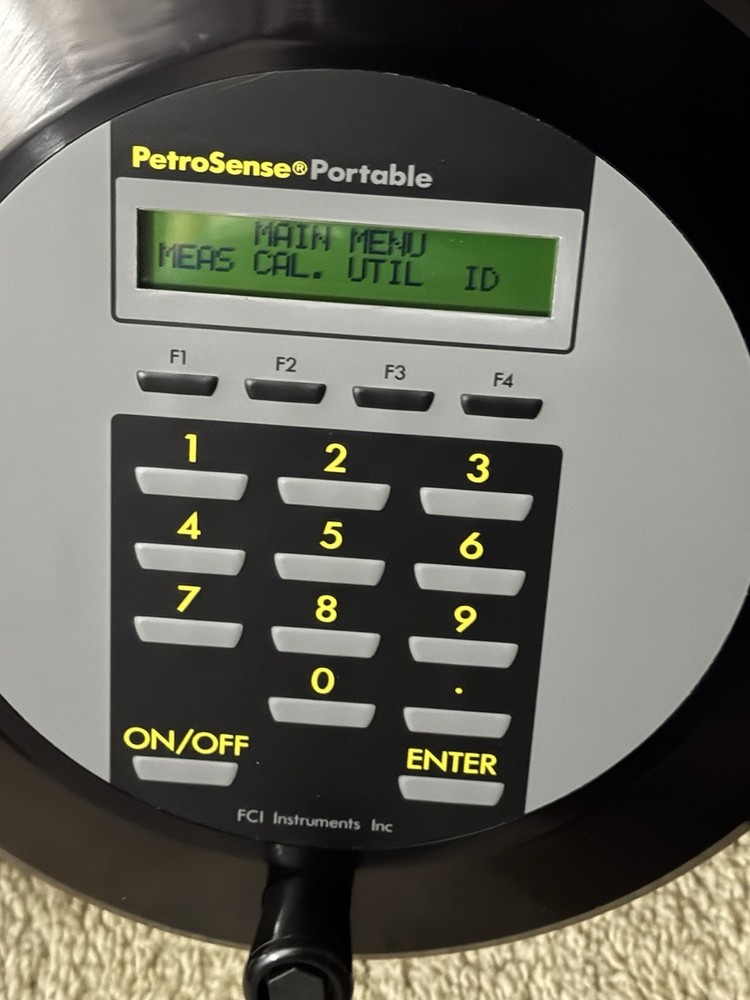 PetroSense® Portable
MAIN MENU
MEAS CAL. UTIL ID
F1 F2 F3 F4
1 2 3
4 5 6
7 8 9
0 .
ON/OFF ENTER
FCI Instruments Inc